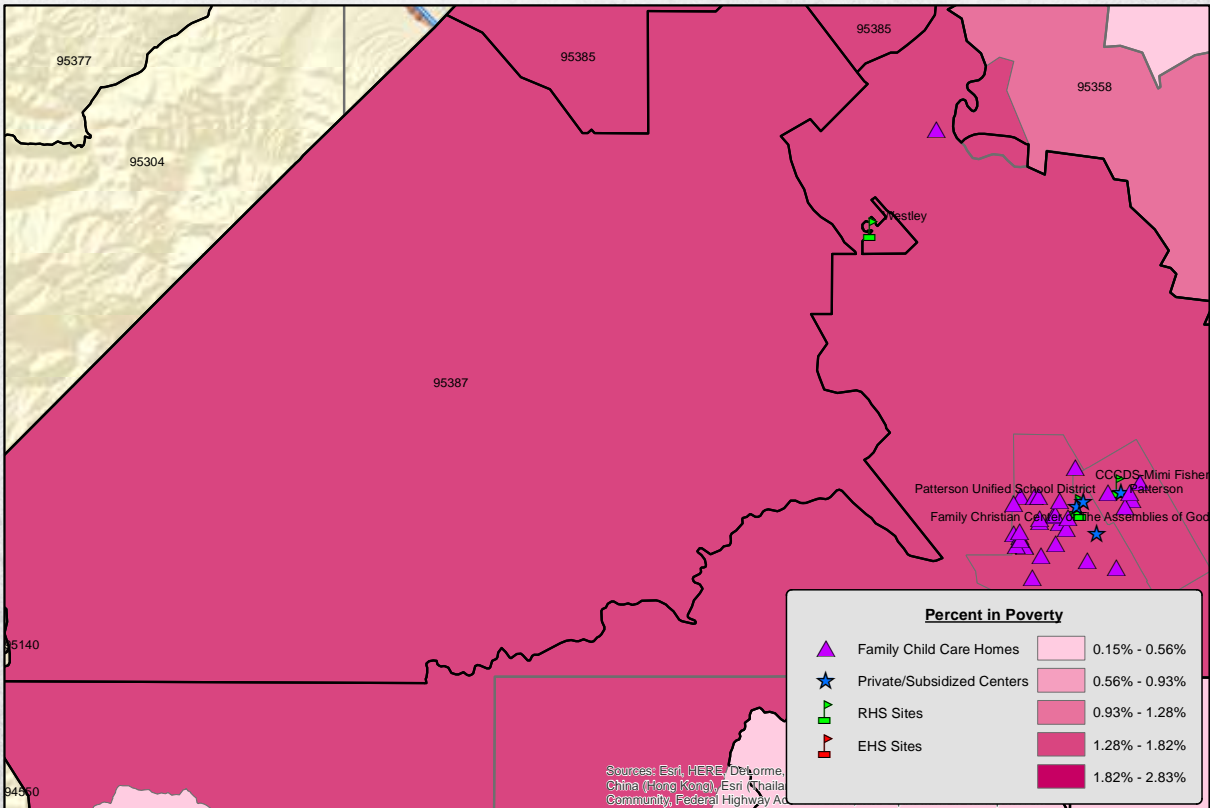 95377
95385
95385
95358
95304
Westley
95387
CCCDS-Mimi Fisher
Patterson Unified School District
Patterson
Family Christian Center of the Assemblies of God
95140
94550
Percent in Poverty
Family Child Care Homes
0.15% - 0.56%
Private/Subsidized Centers
0.56% - 0.93%
RHS Sites
0.93% - 1.28%
EHS Sites
1.28% - 1.82%
1.82% - 2.83%
Sources: Esri, HERE, DeLorme,
China (Hong Kong), Esri
Community, Federal Highway